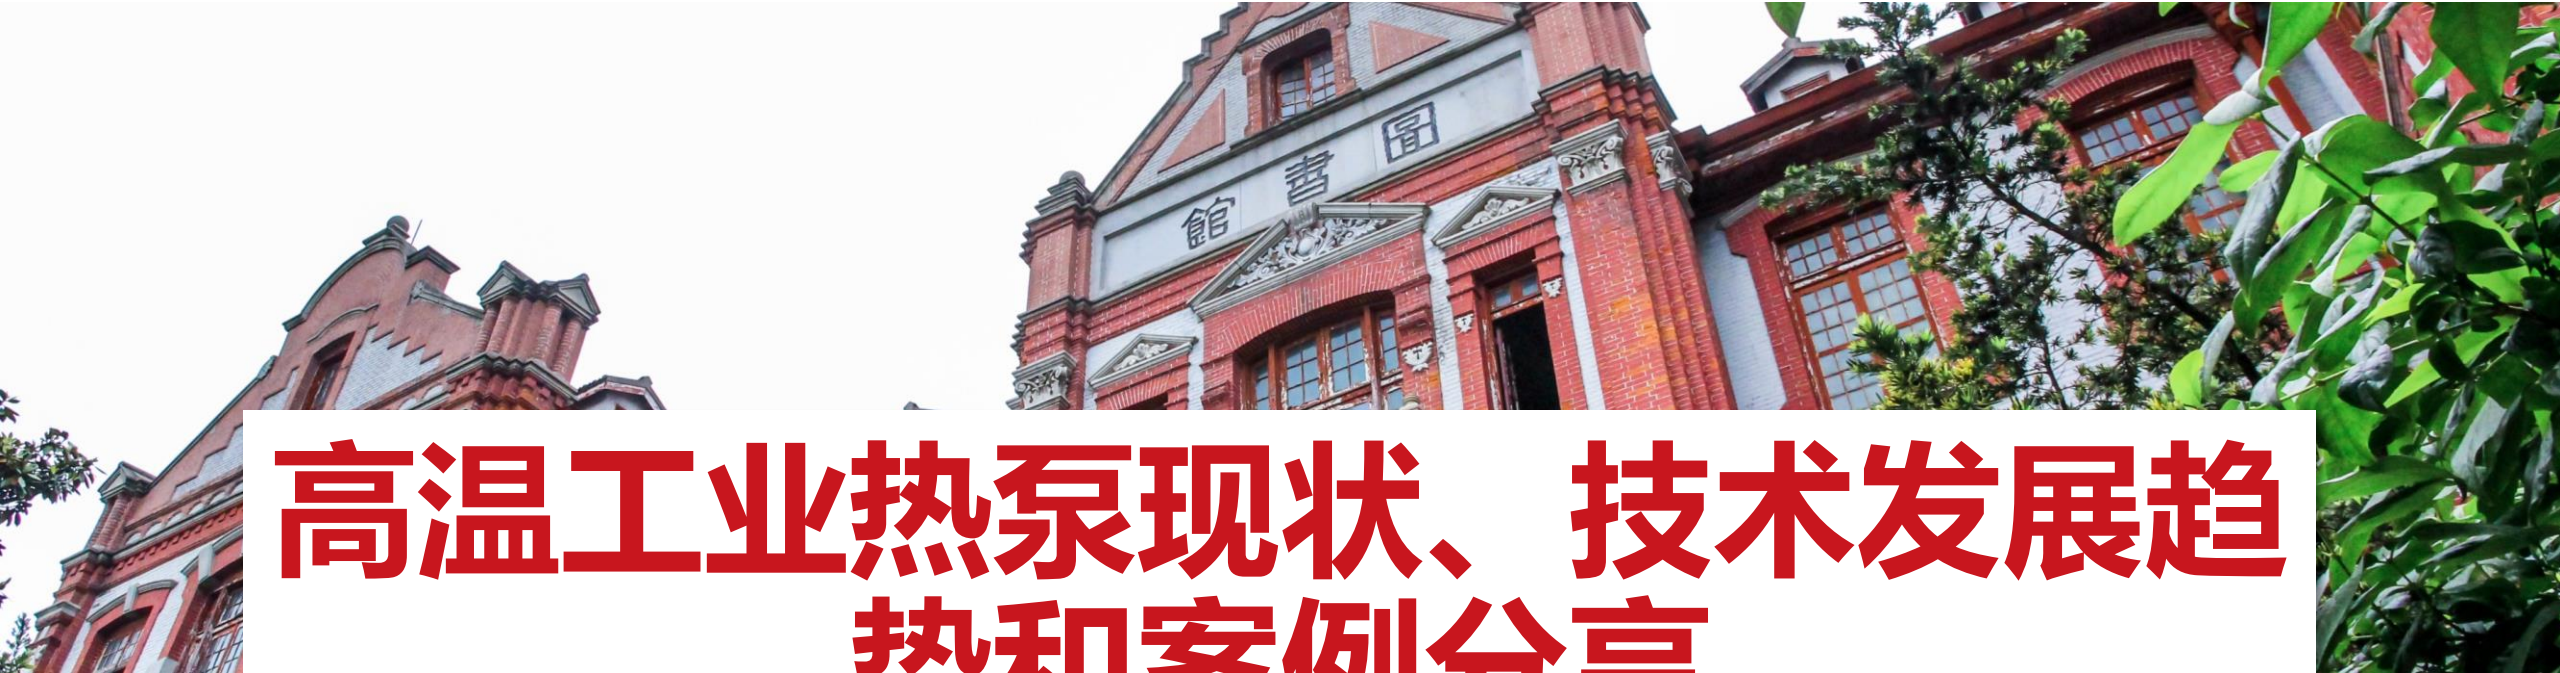 圖書館
高温工业热泵现状、技术发展趋
势和案例分享